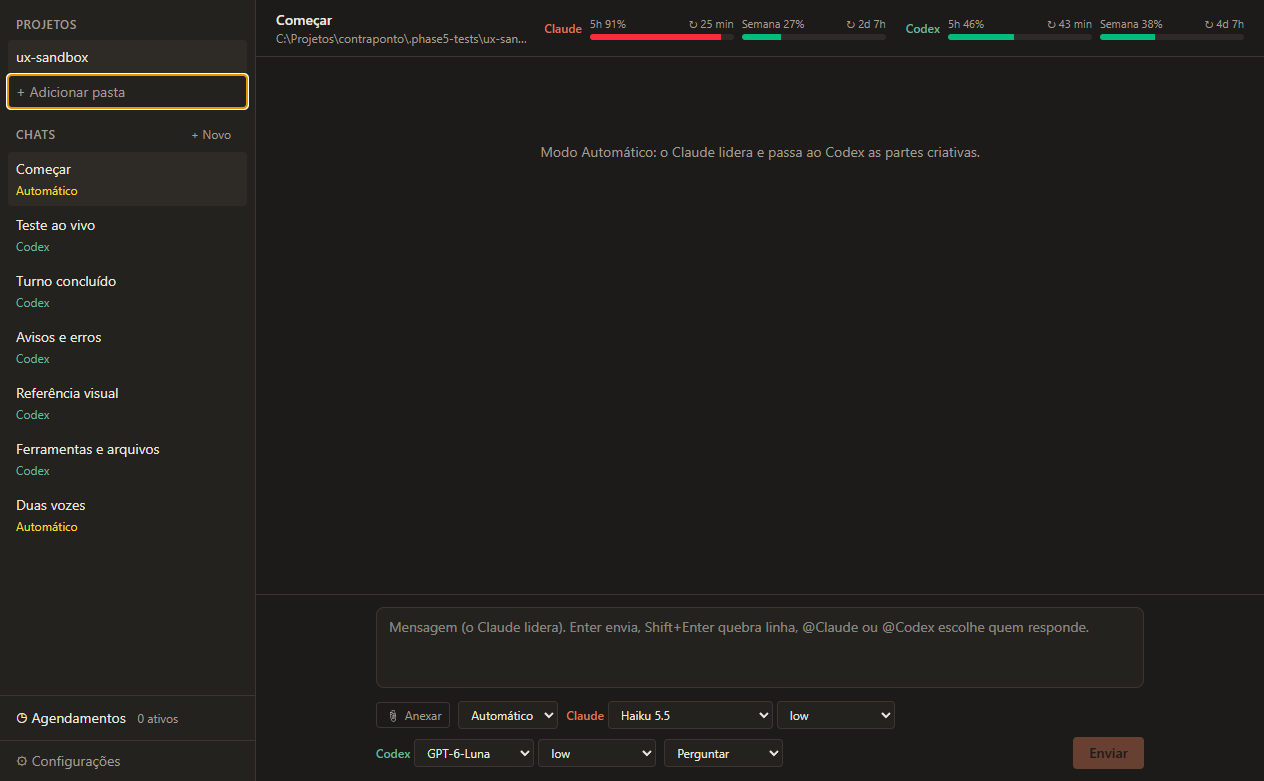 PROJETOS
ux-sandbox
+ Adicionar pasta
CHATS + Novo
Começar
Automático
Teste ao vivo
Codex
Turno concluído
Codex
Avisos e erros
Codex
Referência visual
Codex
Ferramentas e arquivos
Codex
Duas vozes
Automático
Agendamentos 0 ativos
Configurações
Começar
C:\Projetos\contraponto\.phase5-tests\ux-san...
Claude 5h 91% ↻ 25 min Semana 27% ↻ 2d 7h Codex 5h 46% ↻ 43 min Semana 38% ↻ 4d 7h
Modo Automático: o Claude lidera e passa ao Codex as partes criativas.
Mensagem (o Claude lidera). Enter envia, Shift+Enter quebra linha, @Claude ou @Codex escolhe quem responde.
Anexar Automático Claude Haiku 5.5 low
Codex GPT-6-Luna low Perguntar Enviar